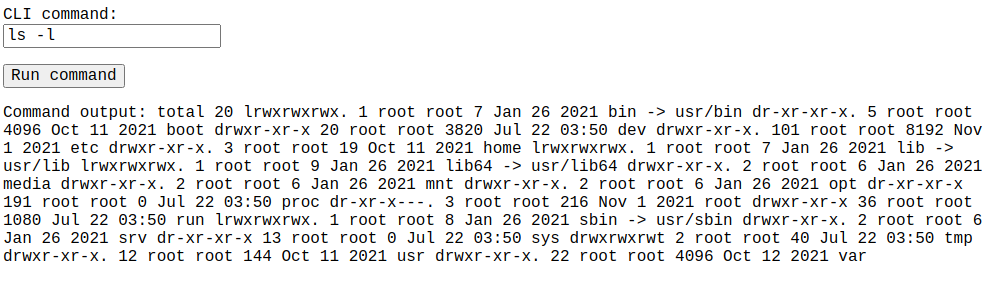 CLI command:
ls -l
Run command
Command output: total 20 lrwxrwxrwx. 1 root root 7 Jan 26 2021 bin -> usr/bin dr-xr-xr-x. 5 root root
4096 Oct 11 2021 boot drwxr-xr-x 20 root root 3820 Jul 22 03:50 dev drwxr-xr-x. 101 root root 8192 Nov
1 2021 etc drwxr-xr-x. 3 root root 19 Oct 11 2021 home lrwxrwxrwx. 1 root root 7 Jan 26 2021 lib ->
usr/lib lrwxrwxrwx. 1 root root 9 Jan 26 2021 lib64 -> usr/lib64 drwxr-xr-x. 2 root root 6 Jan 26 2021
media drwxr-xr-x. 2 root root 6 Jan 26 2021 mnt drwxr-xr-x. 2 root root 6 Jan 26 2021 opt dr-xr-xr-x
191 root root 0 Jul 22 03:50 proc dr-xr-x---. 3 root root 216 Nov 1 2021 root drwxr-xr-x 36 root root
1080 Jul 22 03:50 run lrwxrwxrwx. 1 root root 8 Jan 26 2021 sbin -> usr/sbin drwxr-xr-x. 2 root root 6
Jan 26 2021 srv dr-xr-xr-x 13 root root 0 Jul 22 03:50 sys drwxrwxrwt 2 root root 40 Jul 22 03:50 tmp
drwxr-xr-x. 12 root root 144 Oct 11 2021 usr drwxr-xr-x. 22 root root 4096 Oct 12 2021 var